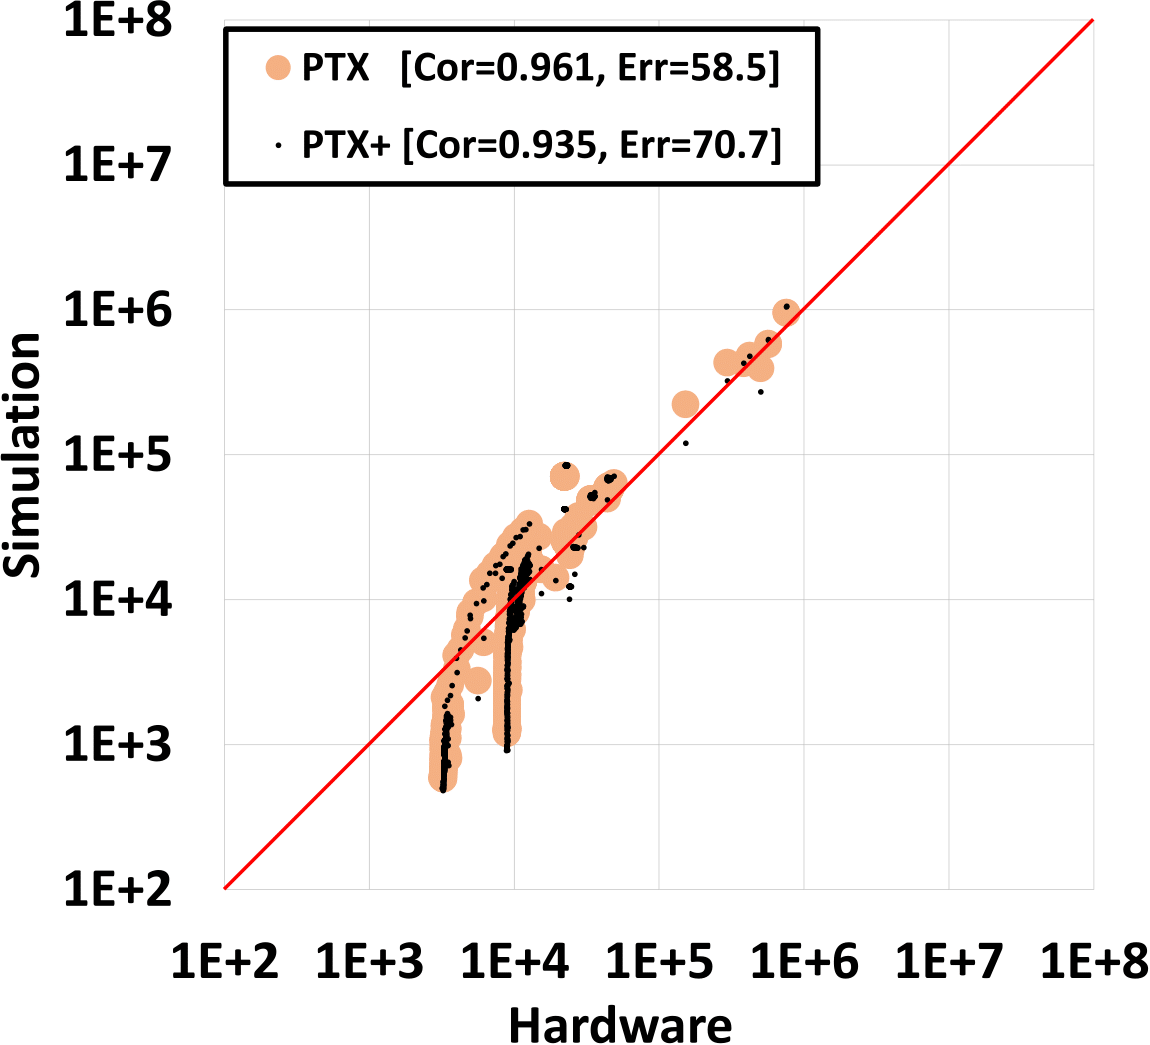 1E+8
PTX [Cor=0.961, Err=58.5]
PTX+ [Cor=0.935, Err=70.7]
1E+7
1E+6
1E+5
1E+4
1E+3
1E+2
Simulation
1E+2 1E+3 1E+4 1E+5 1E+6 1E+7 1E+8
Hardware